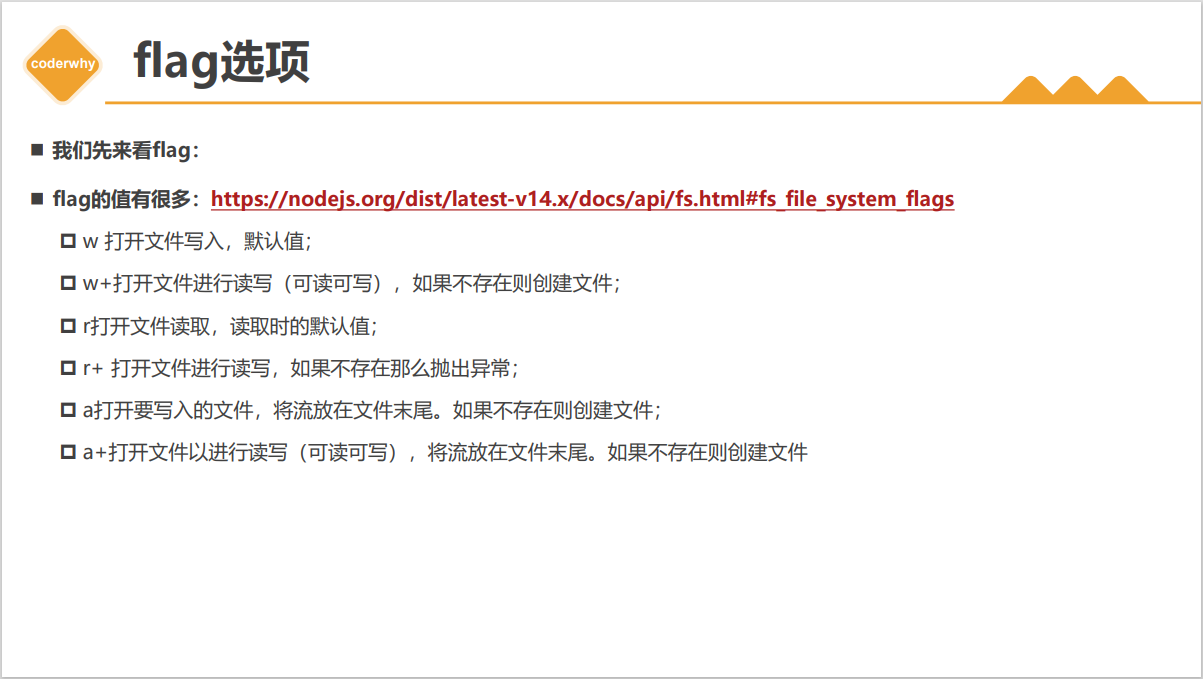 coderwhy
flag选项
我们先来看flag：
flag的值有很多：https://nodejs.org/dist/latest-v14.x/docs/api/fs.html#fs_file_system_flags
w 打开文件写入，默认值；
w+打开文件进行读写（可读可写），如果不存在则创建文件；
r打开文件读取，读取时的默认值；
r+ 打开文件进行读写，如果不存在那么抛出异常；
a打开要写入的文件，将流放在文件末尾。如果不存在则创建文件；
a+打开文件以进行读写（可读可写），将流放在文件末尾。如果不存在则创建文件